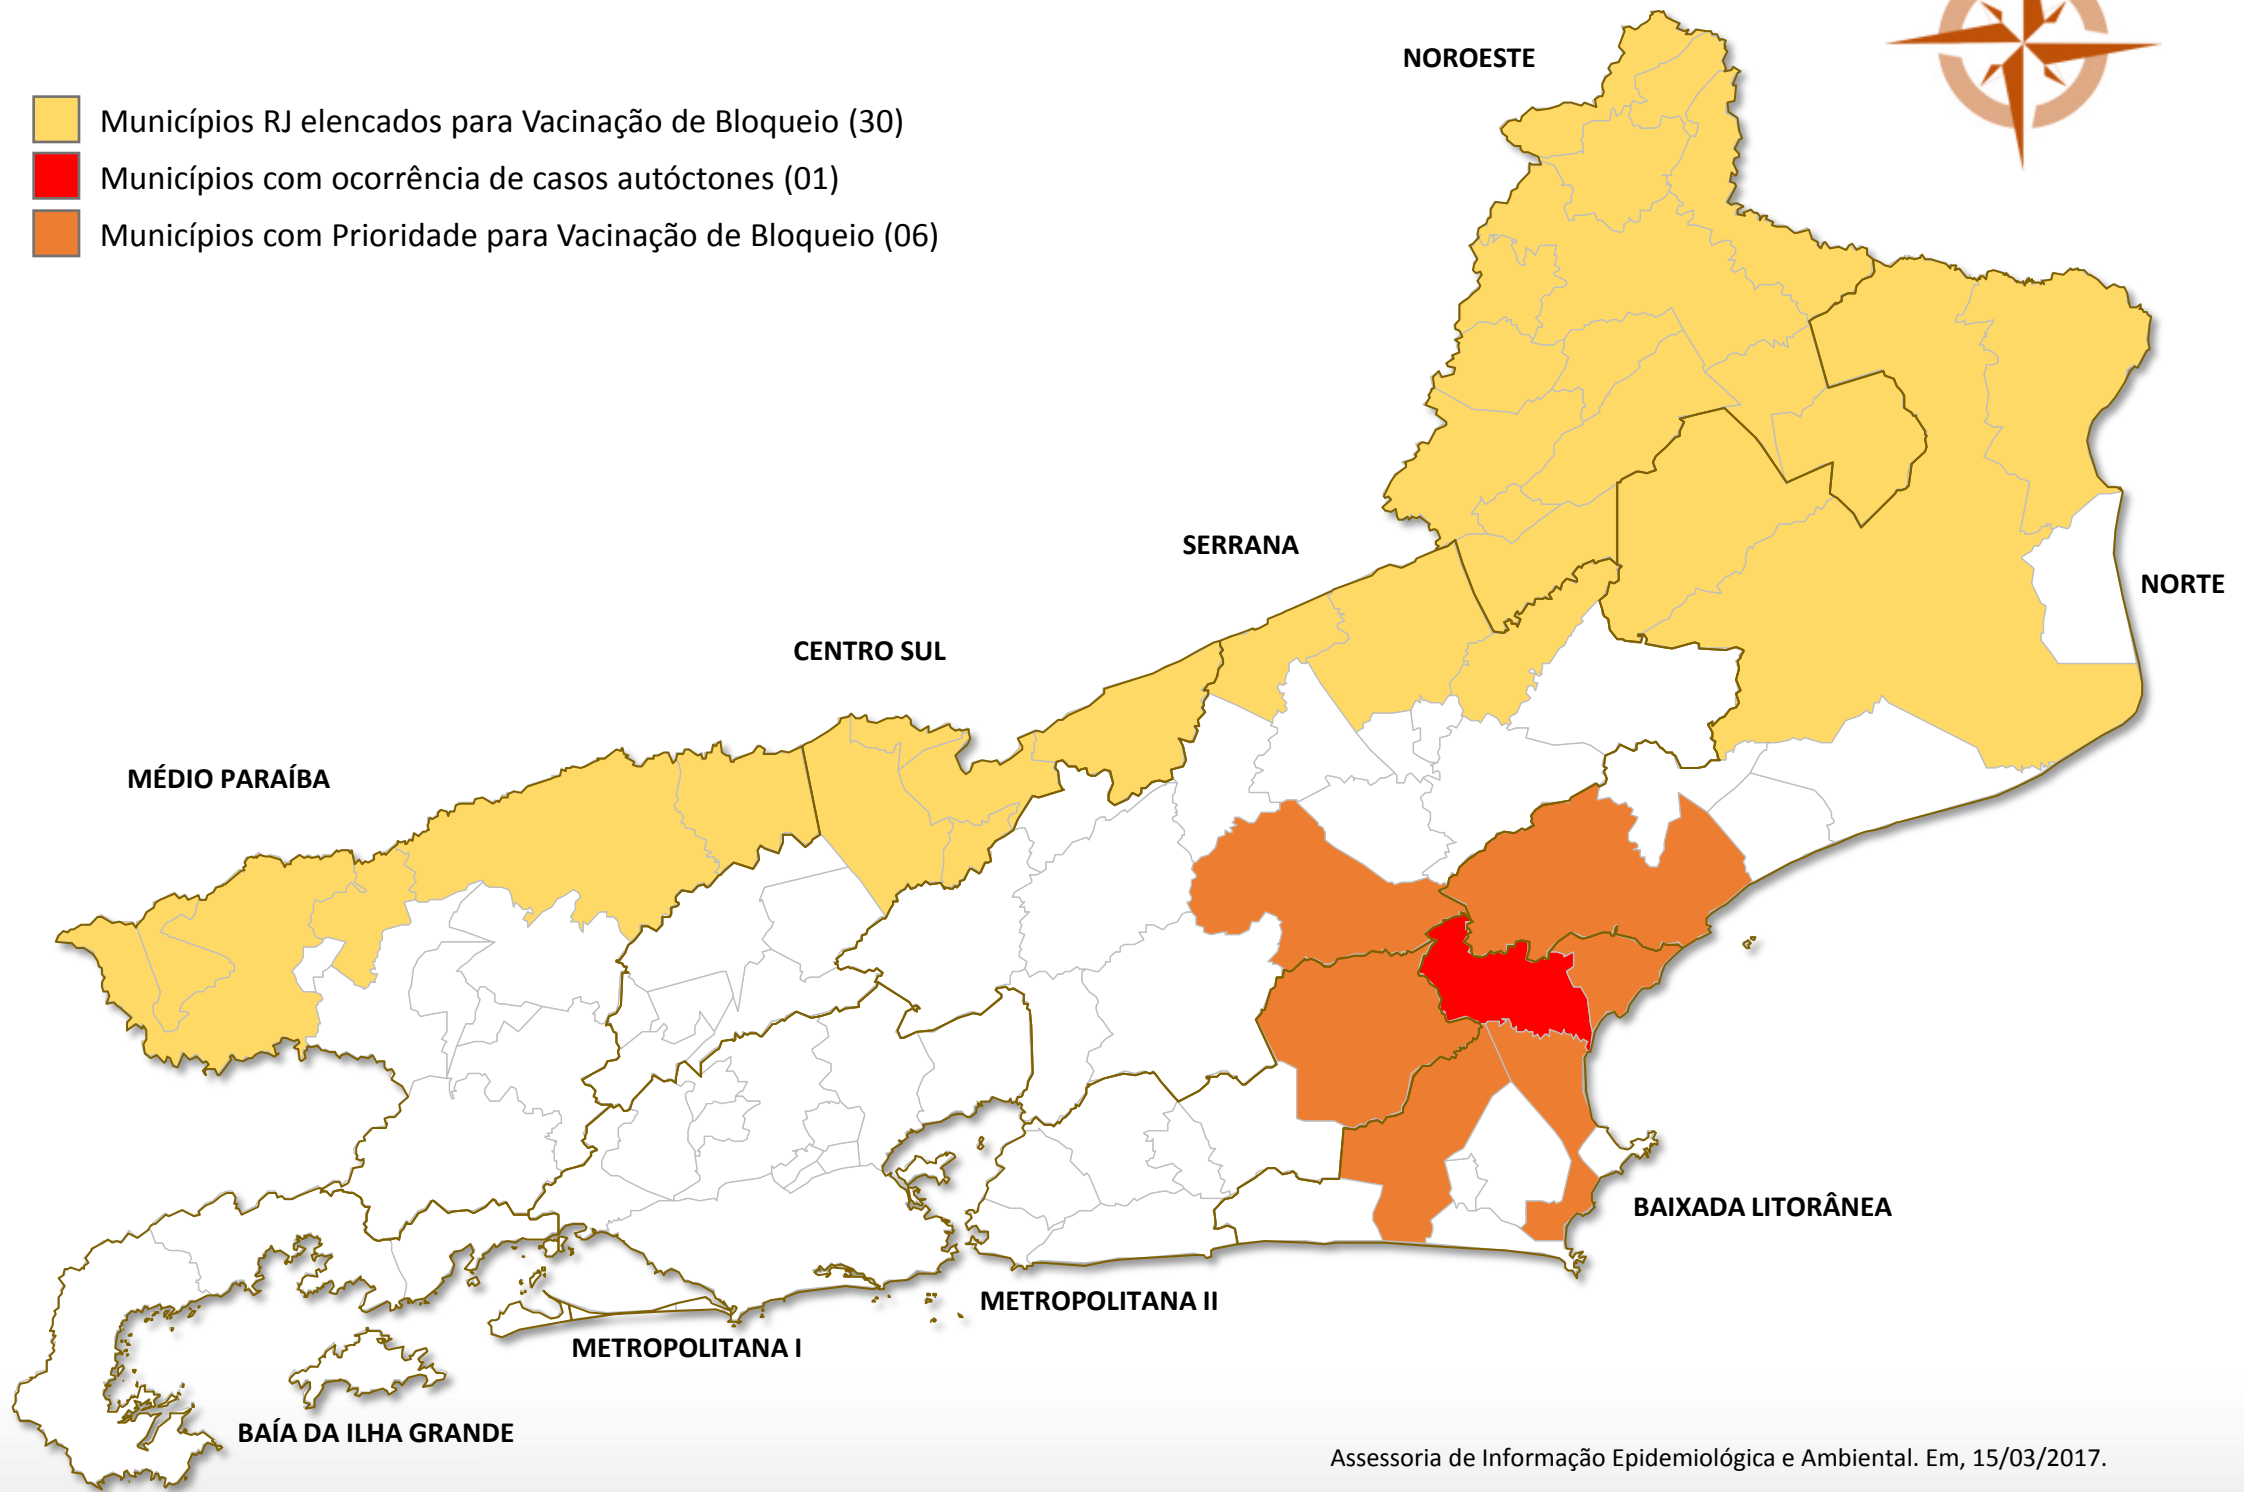 NOROESTE
Municípios RJ elencados para Vacinação de Bloqueio (30)
Municípios com ocorrência de casos autóctones (01)
Municípios com Prioridade para Vacinação de Bloqueio (06)
SERRANA
NORTE
CENTRO SUL
MÉDIO PARAÍBA
BAIXADA LITORÂNEA
METROPOLITANA II
METROPOLITANA I
BAÍA DA ILHA GRANDE
Assessoria de Informação Epidemiológica e Ambiental. Em, 15/03/2017.